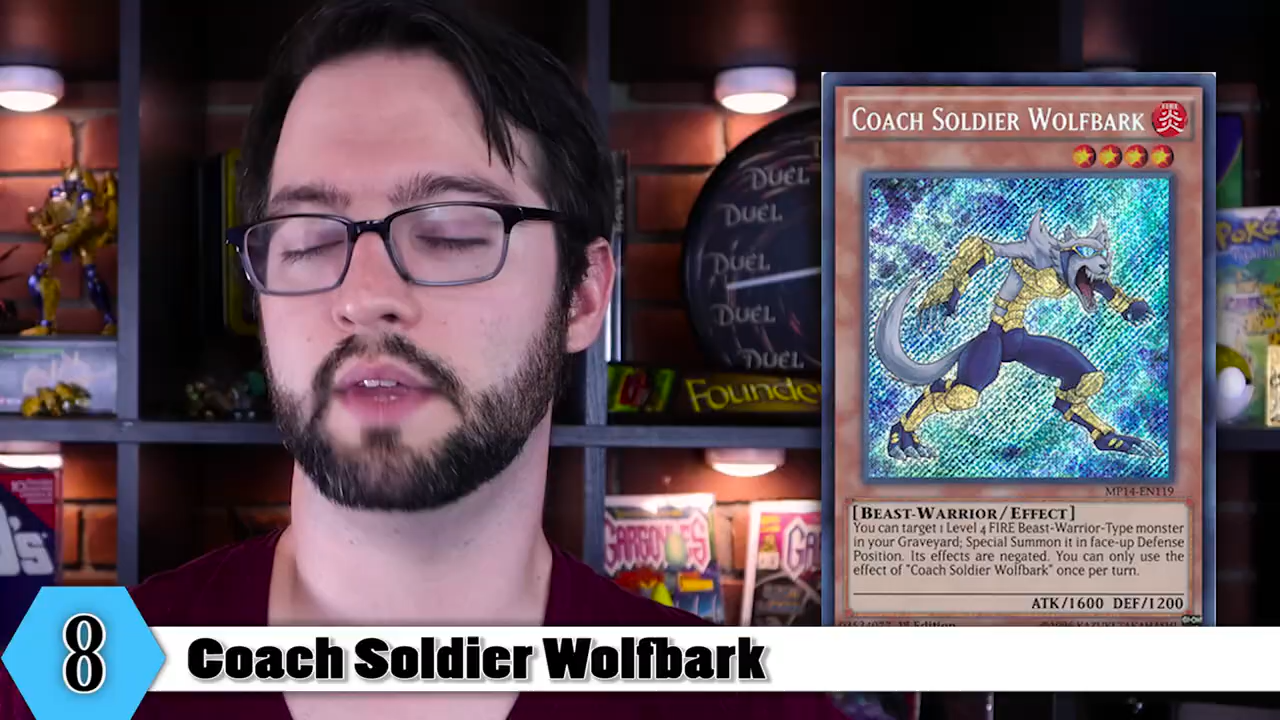 COACH SOLDIER WOLFBARK
DUEL
DUEL
DUEL
DUEL
DUEL
Founder
GARGOYLES
MP14-EN119
[BEAST-WARRIOR/EFFECT]
You can target 1 Level 4 FIRE Beast-Warrior-Type monster
in your Graveyard; Special Summon it in face-up Defense
Position. Its effects are negated. You can only use the
effect of "Coach Soldier Wolfbark" once per turn.
ATK/1600 DEF/1200
8
Coach Soldier Wolfbark